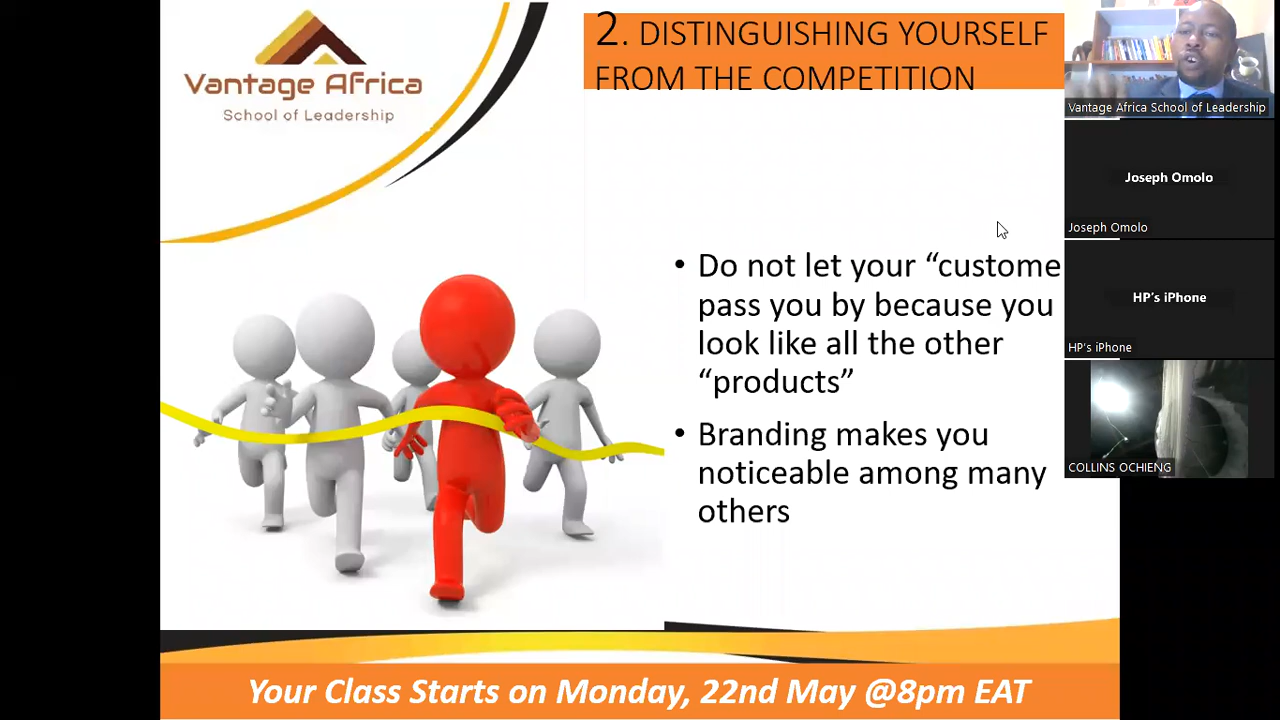 Vantage Africa
School of Leadership
2. DISTINGUISHING YOURSELF
FROM THE COMPETITION
• Do not let your “custome
pass you by because you
look like all the other
“products”
• Branding makes you
noticeable among many
others
Your Class Starts on Monday, 22nd May @8pm EAT
Vantage Africa School of Leadership
Joseph Omolo
Joseph Omolo
HP's iPhone
HP's iPhone
COLLINS OCHIENG